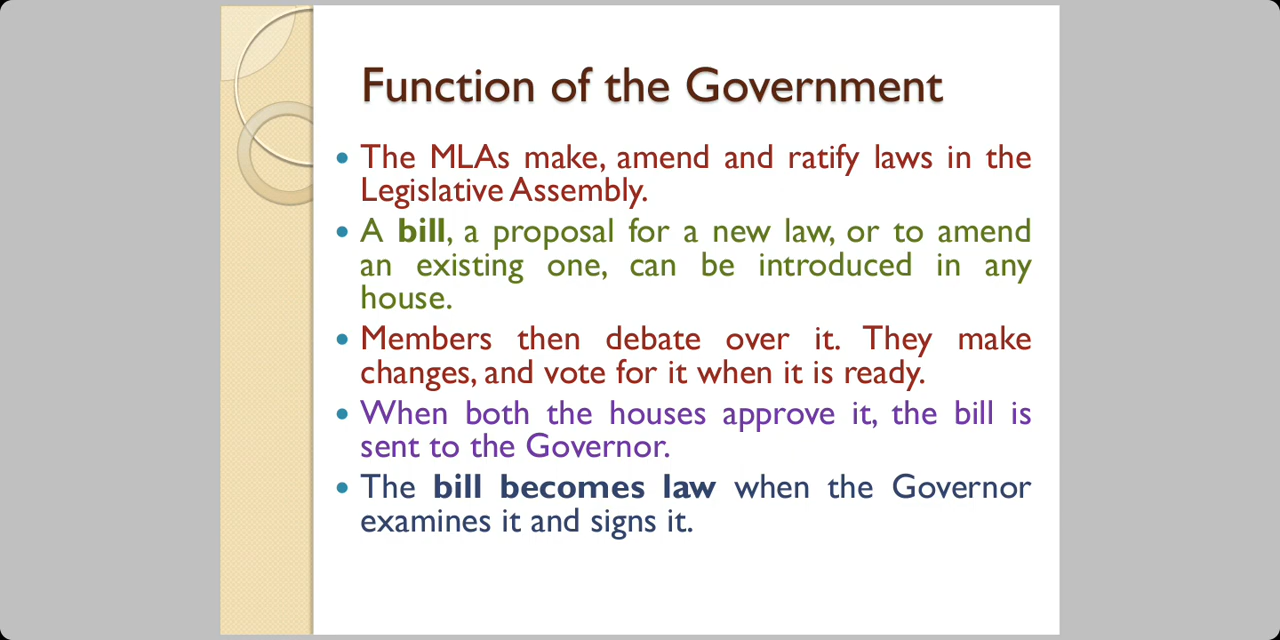 Function of the Government
• The MLAs make, amend and ratify laws in the
Legislative Assembly.
• A bill, a proposal for a new law, or to amend
an existing one, can be introduced in any
house.
• Members then debate over it. They make
changes, and vote for it when it is ready.
• When both the houses approve it, the bill is
sent to the Governor.
• The bill becomes law when the Governor
examines it and signs it.